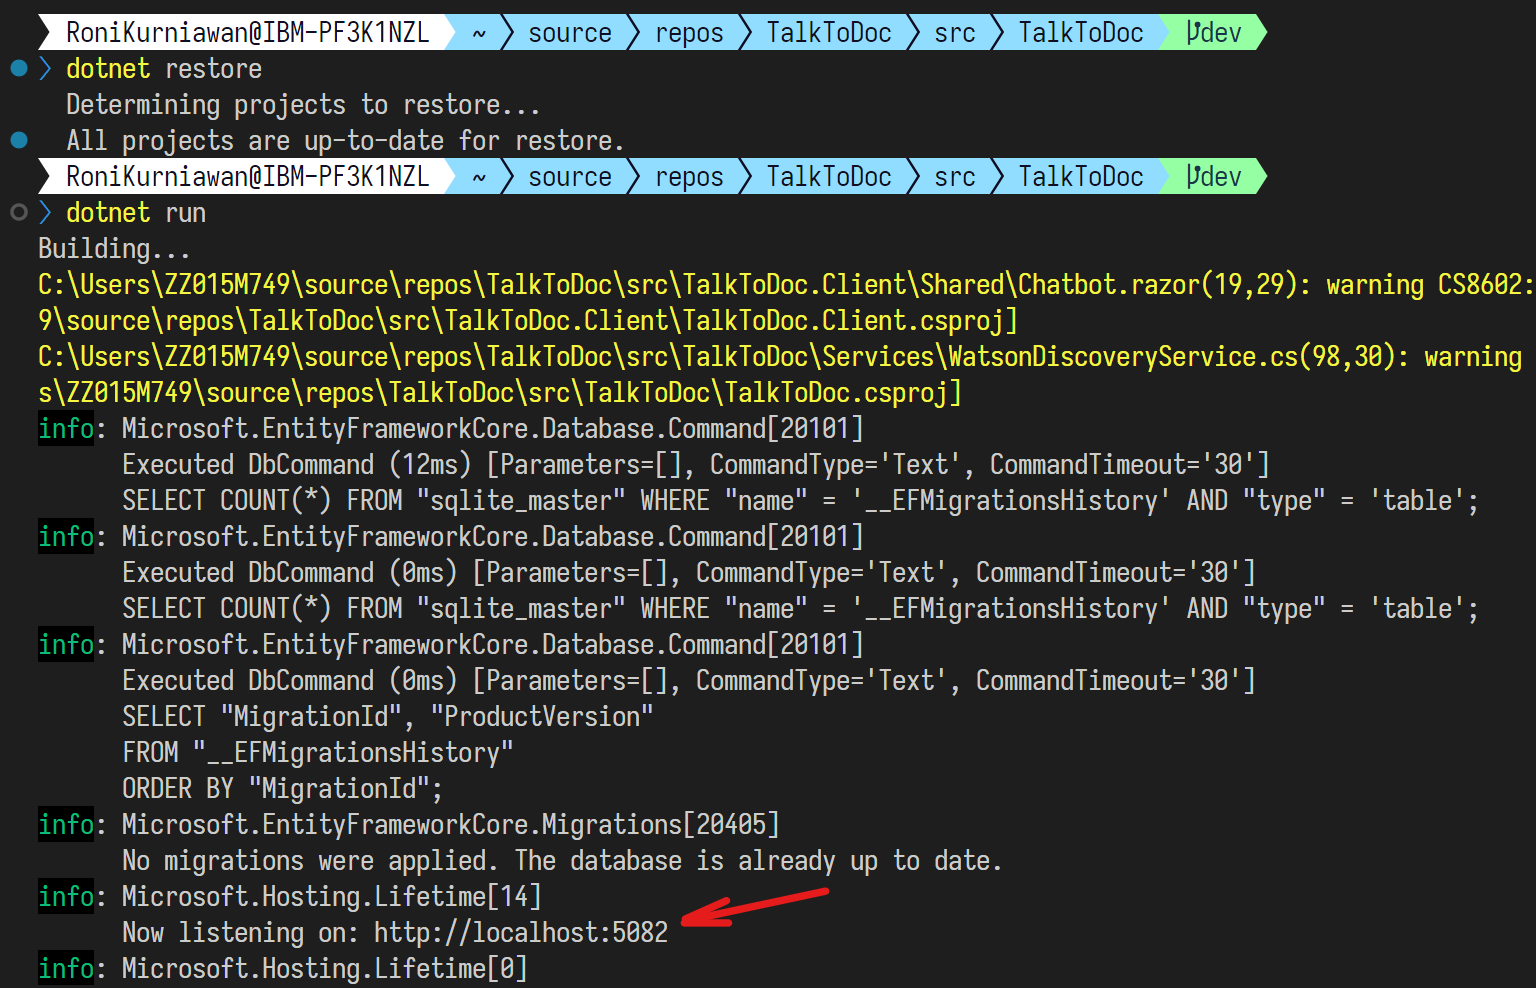 RoniKurniawan@IBM-PF3K1NZL ~ source repos TalkToDoc src TalkToDoc dev
❯ dotnet restore
Determining projects to restore...
All projects are up-to-date for restore.
RoniKurniawan@IBM-PF3K1NZL ~ source repos TalkToDoc src TalkToDoc dev
❯ dotnet run
Building...
C:\Users\ZZ015M749\source\repos\TalkToDoc\src\TalkToDoc.Client\Shared\Chatbot.razor(19,29): warning CS8602:
9\source\repos\TalkToDoc\src\TalkToDoc.Client\TalkToDoc.Client.csproj]
C:\Users\ZZ015M749\source\repos\TalkToDoc\src\TalkToDoc\Services\WatsonDiscoveryService.cs(98,30): warning
s\ZZ015M749\source\repos\TalkToDoc\src\TalkToDoc\TalkToDoc.csproj]
info: Microsoft.EntityFrameworkCore.Database.Command[20101]
Executed DbCommand (12ms) [Parameters=[], CommandType='Text', CommandTimeout='30']
SELECT COUNT(*) FROM "sqlite_master" WHERE "name" = '__EFMigrationsHistory' AND "type" = 'table';
info: Microsoft.EntityFrameworkCore.Database.Command[20101]
Executed DbCommand (0ms) [Parameters=[], CommandType='Text', CommandTimeout='30']
SELECT COUNT(*) FROM "sqlite_master" WHERE "name" = '__EFMigrationsHistory' AND "type" = 'table';
info: Microsoft.EntityFrameworkCore.Database.Command[20101]
Executed DbCommand (0ms) [Parameters=[], CommandType='Text', CommandTimeout='30']
SELECT "MigrationId", "ProductVersion"
FROM "__EFMigrationsHistory"
ORDER BY "MigrationId";
info: Microsoft.EntityFrameworkCore.Migrations[20405]
No migrations were applied. The database is already up to date.
info: Microsoft.Hosting.Lifetime[14]
Now listening on: http://localhost:5082
info: Microsoft.Hosting.Lifetime[0]